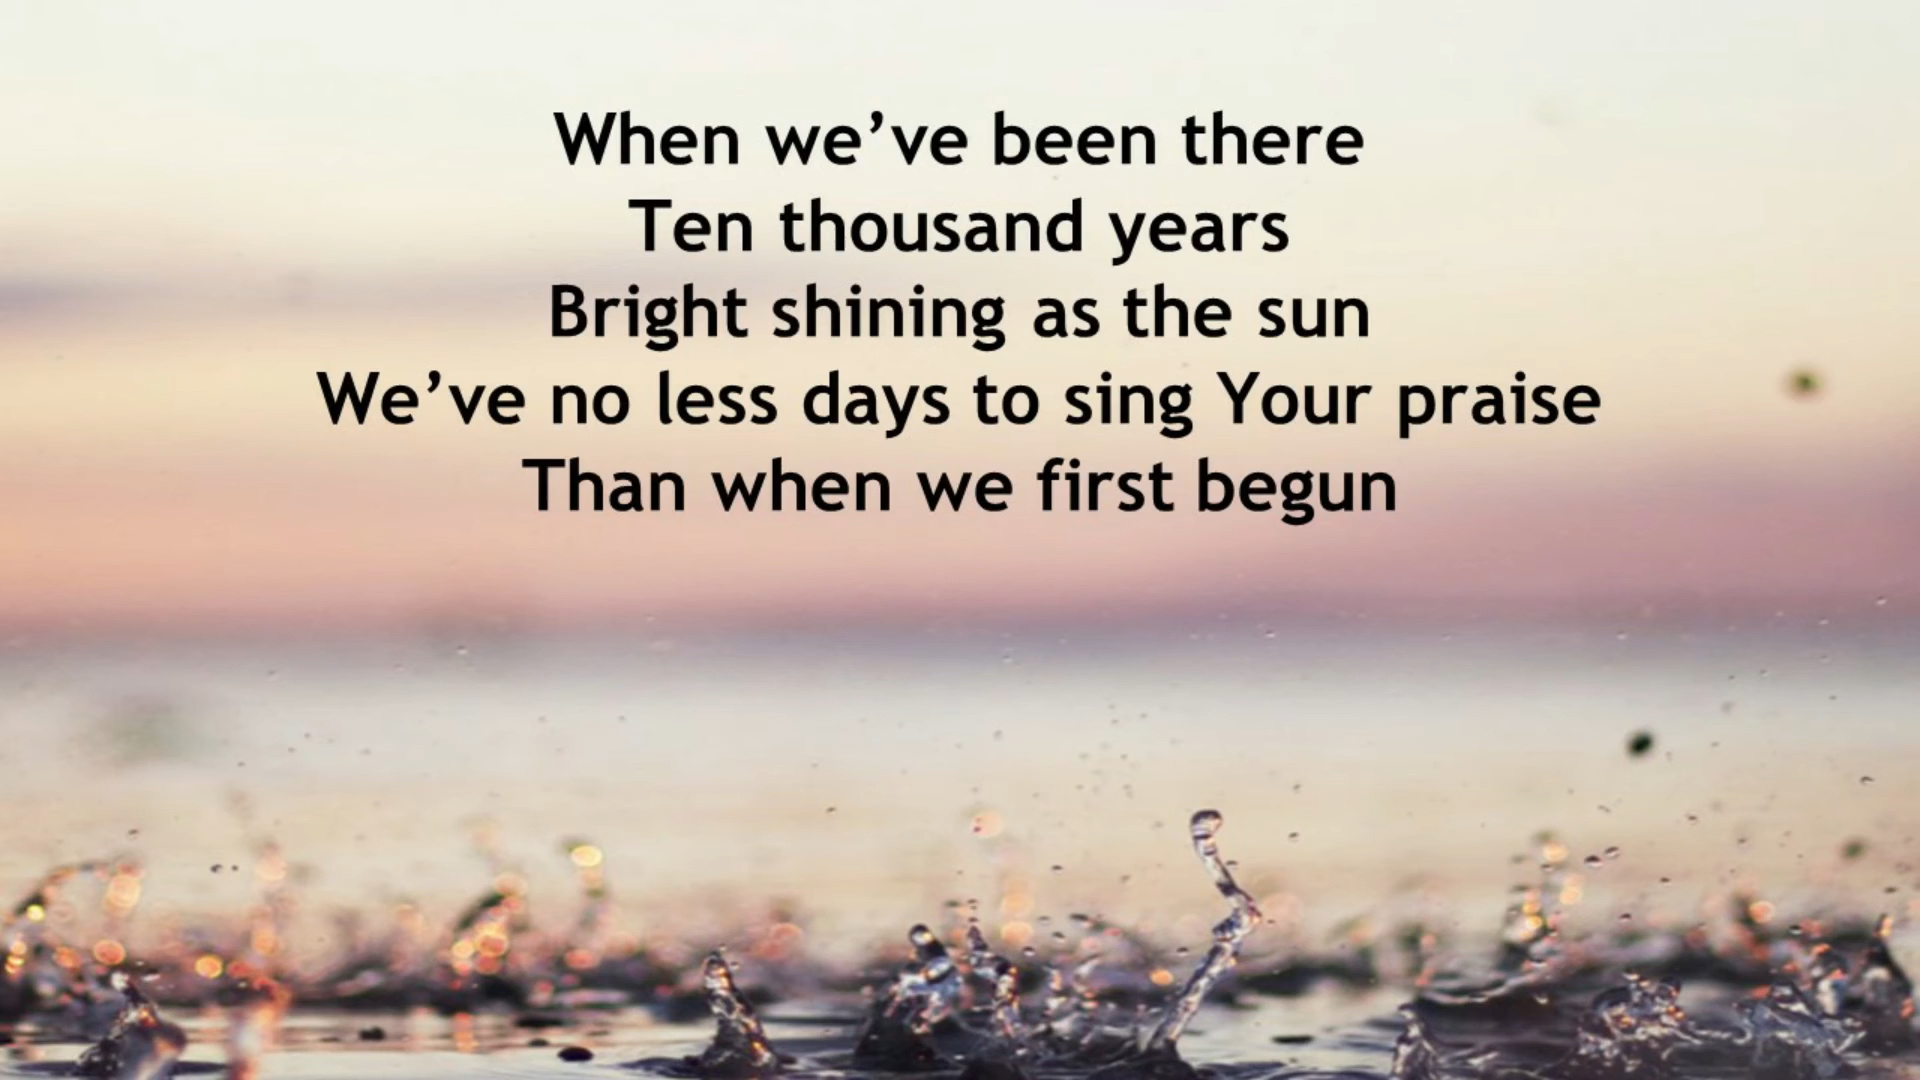 When we’ve been there
Ten thousand years
Bright shining as the sun
We’ve no less days to sing Your praise
Than when we first begun